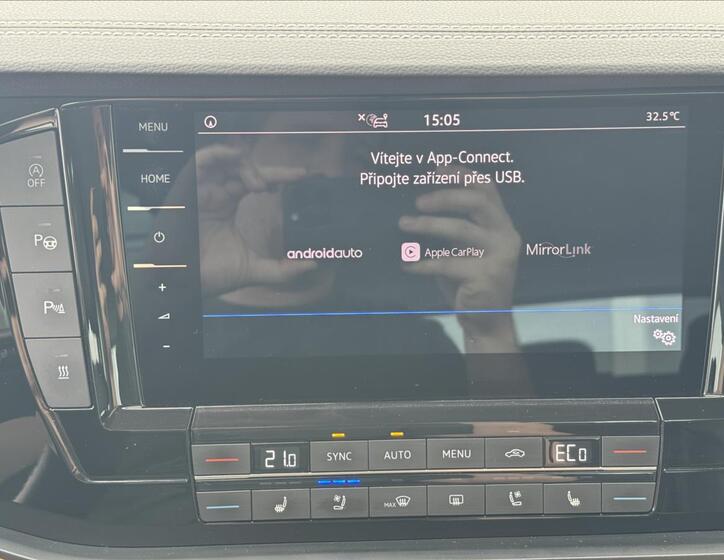 MENU
15:05
32.5°C
Vítejte v App-Connect.
Připojte zařízení přes USB.
HOME
androidauto
Apple CarPlay
MirrorLink
Nastavení
A
OFF
P
P
+
-
21.0
SYNC
AUTO
MENU
ECO
MAX